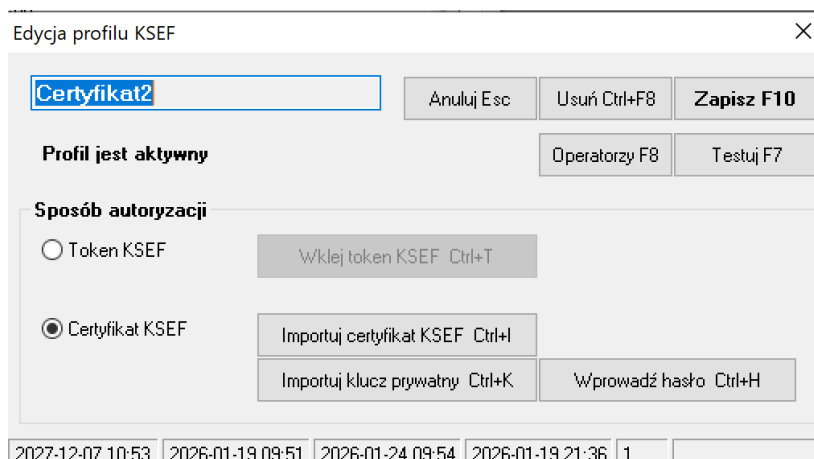 Edycja profilu KSEF
Certyfikat2
Anuluj Esc
Usuń Ctrl+F8
Zapisz F10
Profil jest aktywny
Operatorzy F8
Testuj F7
Sposób autoryzacji
Token KSEF
Wklej token KSEF Ctrl+T
Certyfikat KSEF
Importuj certyfikat KSEF Ctrl+I
Importuj klucz prywatny Ctrl+K
Wprowadź hasło Ctrl+H
2027-12-07 10:53 2026-01-19 09:51 2026-01-24 09:54 2026-01-19 21:36 1